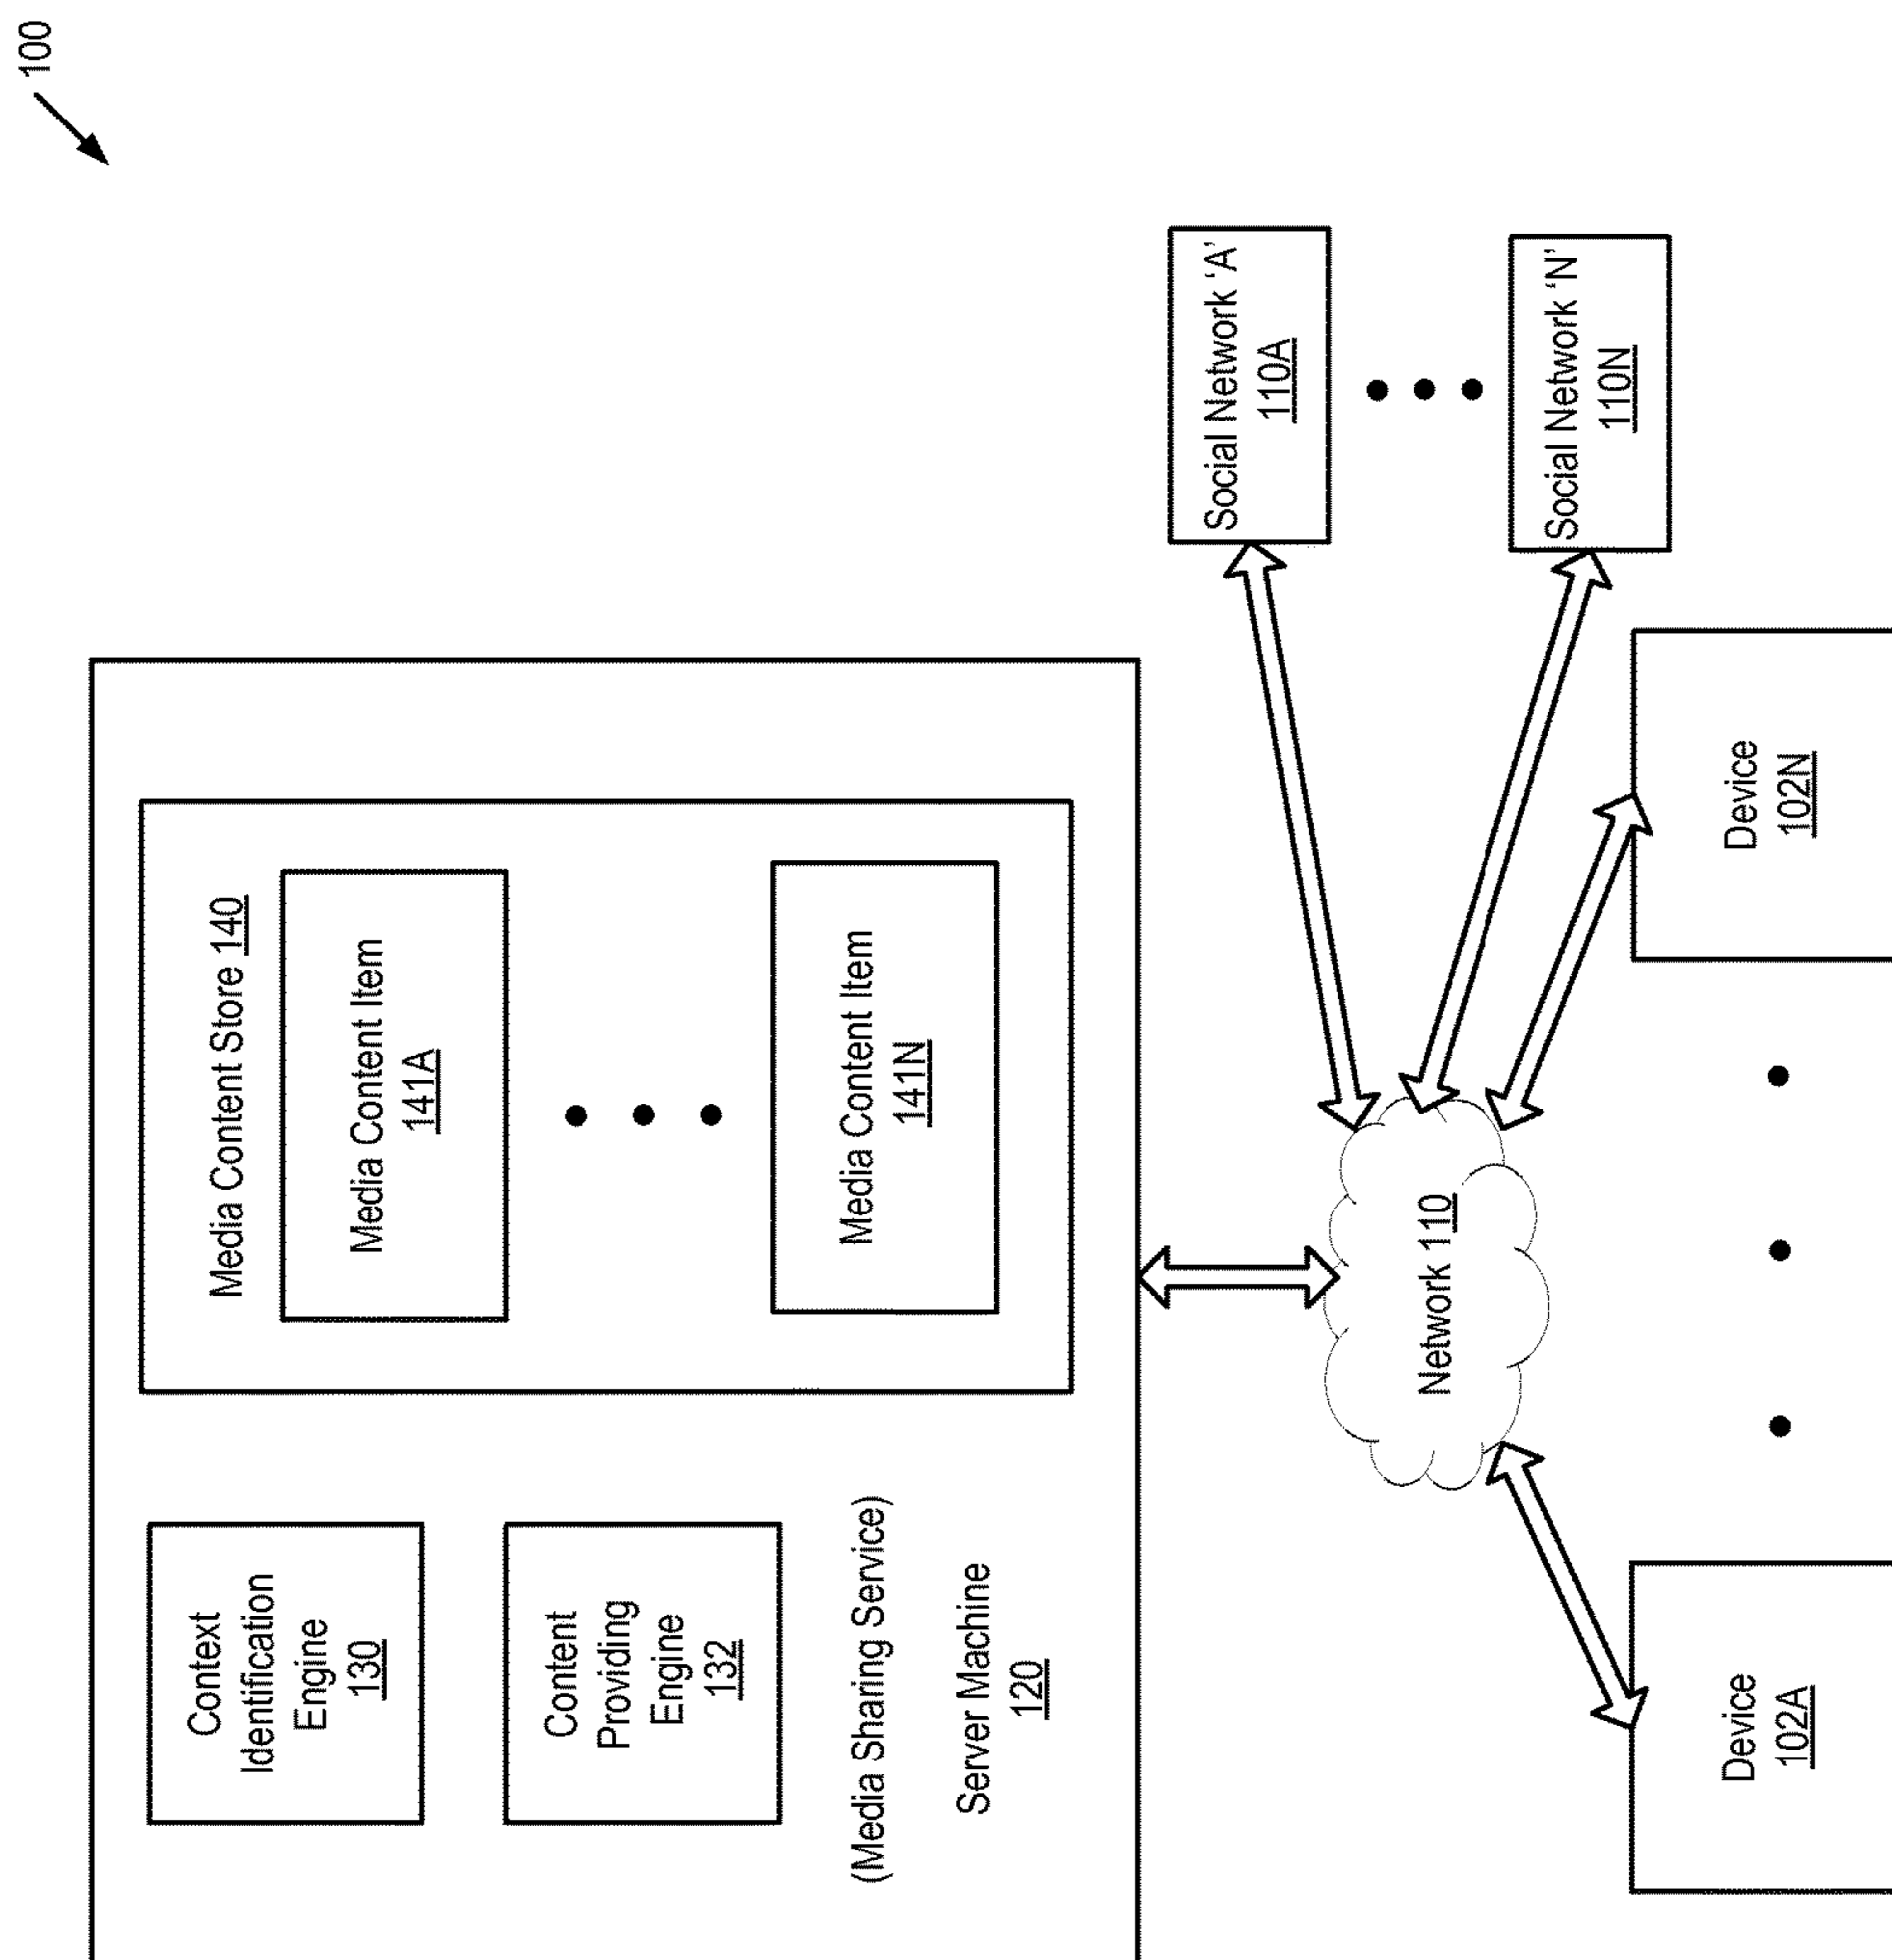 100
Context
Identification
Engine
130
Content
Providing
Engine
132
(Media Sharing Service)
Server Machine
120
Media Content Store 140
Media Content Item
141A
Media Content Item
141N
Network 110
Social Network ‘A’
110A
Social Network ‘N’
110N
Device
102A
Device
102N